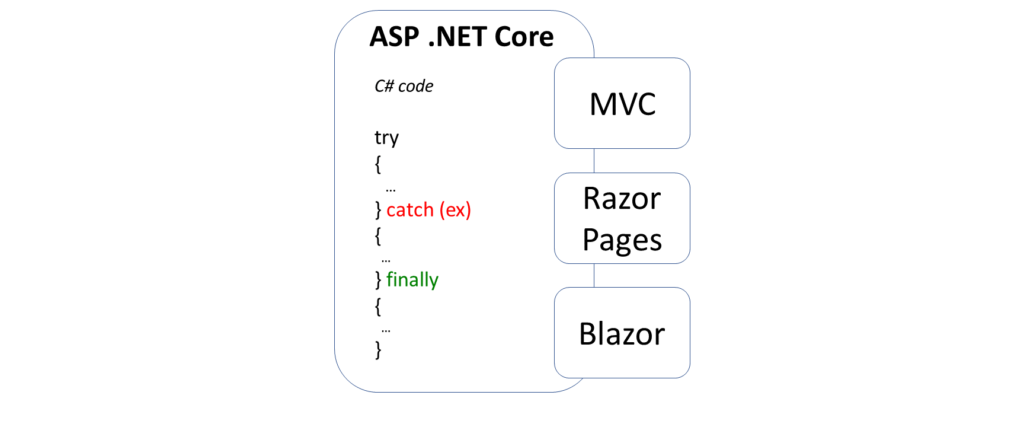 ASP .NET Core
C# code
try
{
...
} catch (ex)
{
...
} finally
{
...
}
MVC
Razor
Pages
Blazor